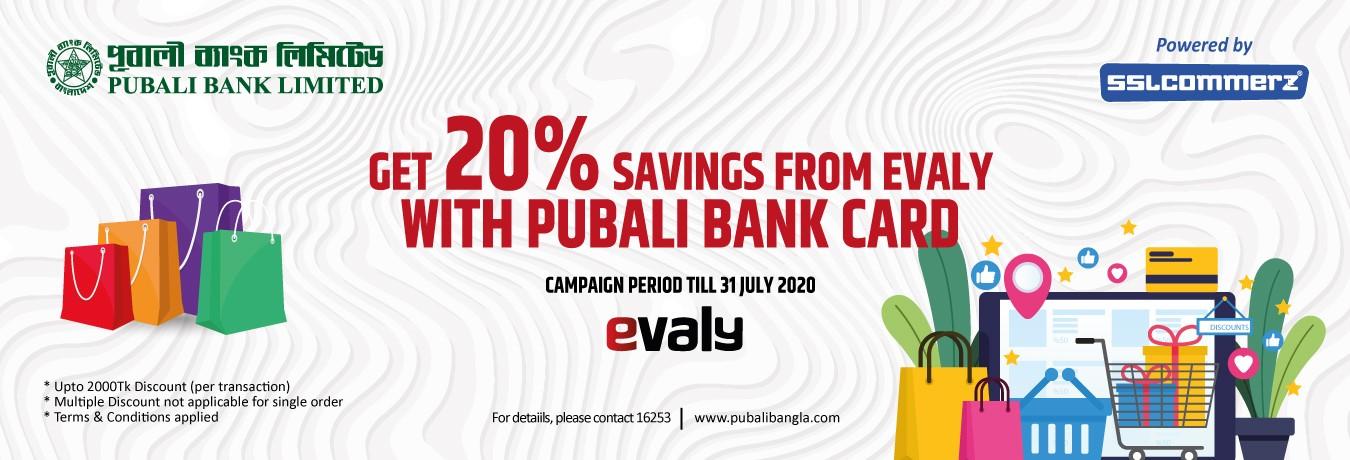 পূবালী ব্যাংক লিমিটেড
PUBALI BANK LIMITED
Powered by
SSLCOMMERZ®
GET 20% SAVINGS FROM EVALY
WITH PUBALI BANK CARD
CAMPAIGN PERIOD TILL 31 JULY 2020
evaly
DISCOUNTS
* Upto 2000Tk Discount (per transaction)
* Multiple Discount not applicable for single order
* Terms & Conditions applied
For detaiils, please contact 16253 | www.pubalibangla.com